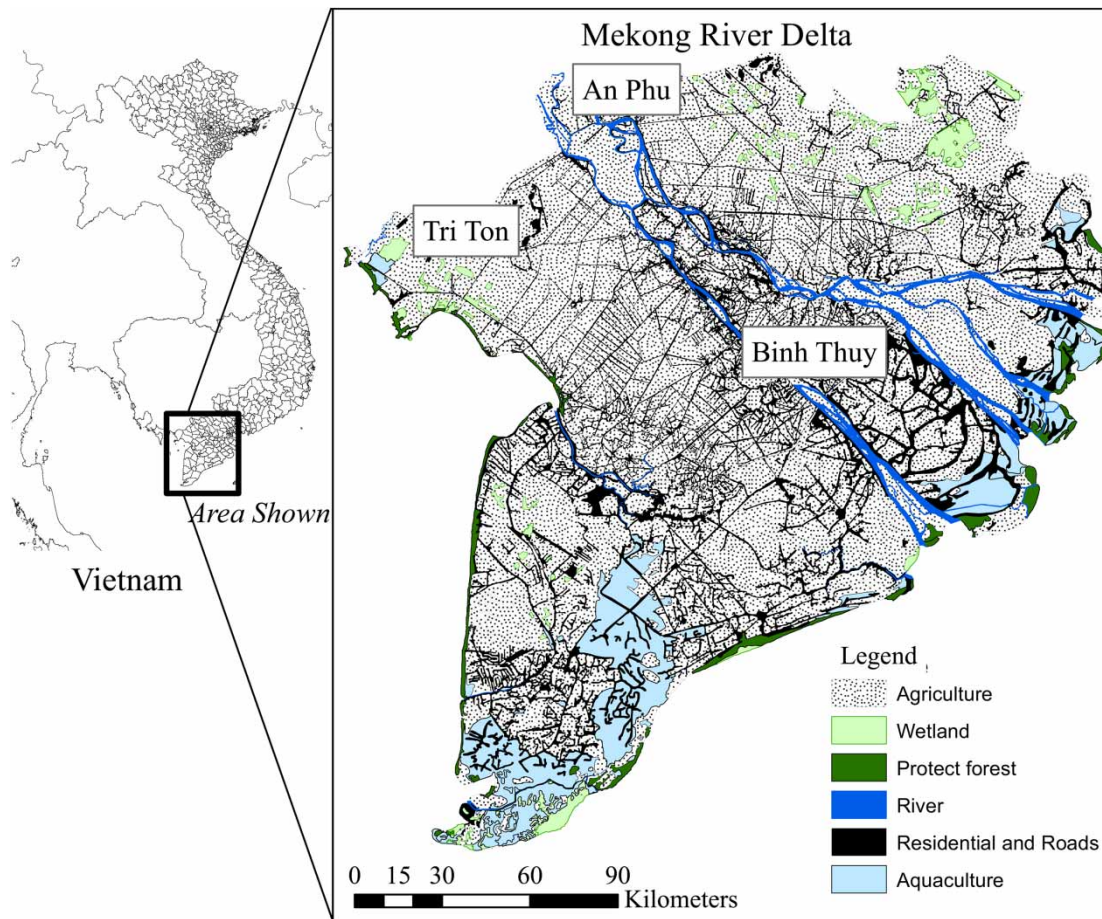 Mekong River Delta
An Phu
Tri Ton
Binh Thuy
Area Shown
Vietnam
Legend
Agriculture
Wetland
Protect forest
River
Residential and Roads
Aquaculture
0 15 30 60 90
Kilometers